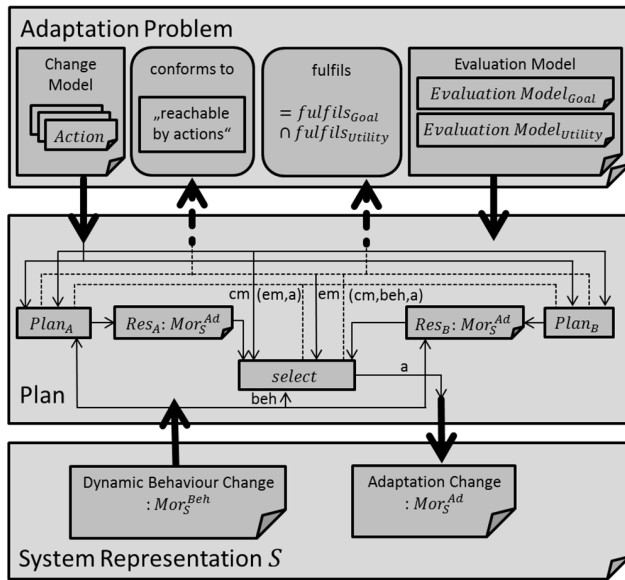 Adaptation Problem
Change Model
Action
conforms to
„reachable by actions“
fulfils
= fulfils_Goal
∩ fulfils_Utility
Evaluation Model
Evaluation Model_Goal
Evaluation Model_Utility
cm
(em,a)
em
(cm,beh,a)
Plan_A
Res_A: Mor_S^Ad
Res_B: Mor_S^Ad
Plan_B
select
a
beh
Plan
Dynamic Behaviour Change
: Mor_S^Beh
Adaptation Change
: Mor_S^Ad
System Representation S